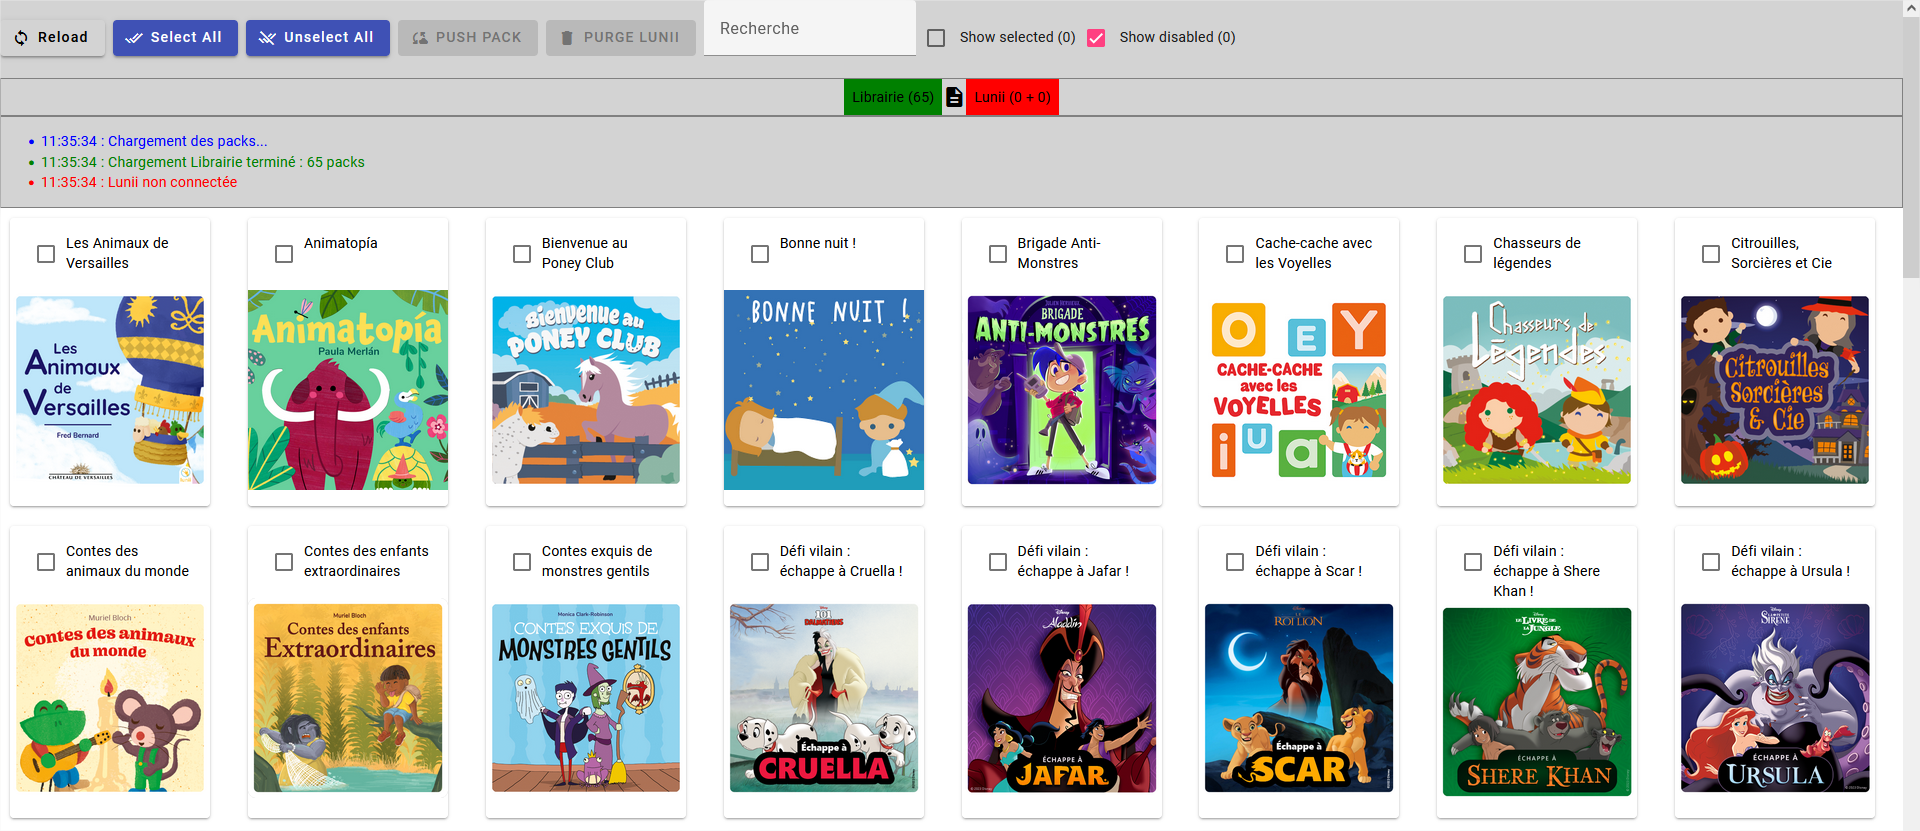 Reload
Select All
Unselect All
PUSH PACK
PURGE LUNII
Recherche
Show selected (0)
Show disabled (0)
Librairie (65)
Lunii (0 + 0)
11:35:34 : Chargement des packs...
11:35:34 : Chargement Librairie terminé : 65 packs
11:35:34 : Lunii non connectée
Les Animaux de
Versailles
Animatopía
Bienvenue au
Poney Club
Bonne nuit !
Brigade Anti-
Monstres
Cache-cache avec
les Voyelles
Chasseurs de
légendes
Citrouilles,
Sorcières et Cie
Les
Animaux
de
Versailles
Fred Bernard
CHÂTEAU DE VERSAILLES
Animatopía
Paula Merlán
Bienvenue au
PONEY CLUB
BONNE NUIT !
BRIGADE
ANTI-MONSTRES
O E Y
CACHE-CACHE
avec les
VOYELLES
i u a
Chasseurs de
Légendes
Citrouilles
Sorcières
& Cie
Contes des
animaux du monde
Contes des enfants
extraordinaires
Contes exquis de
monstres gentils
Défi vilain :
échappe à Cruella !
Défi vilain :
échappe à Jafar !
Défi vilain :
échappe à Scar !
Défi vilain :
échappe à Shere
Khan !
Défi vilain :
échappe à Ursula !
Muriel Bloch
Contes des animaux
du monde
Muriel Bloch
Contes des enfants
Extraordinaires
Monica Clark-Robinson
CONTES EXQUIS DE
MONSTRES GENTILS
Disney
101
DALMATIENS
Échappe à
CRUELLA
Disney
Aladdin
ÉCHAPPE À
JAFAR
Disney
LE
ROI LION
Échappe à
SCAR
Disney
LE LIVRE DE
LA JUNGLE
ÉCHAPPE À
SHERE KHAN
Disney
LA PETITE
SIRÈNE
ÉCHAPPE À
URSULA